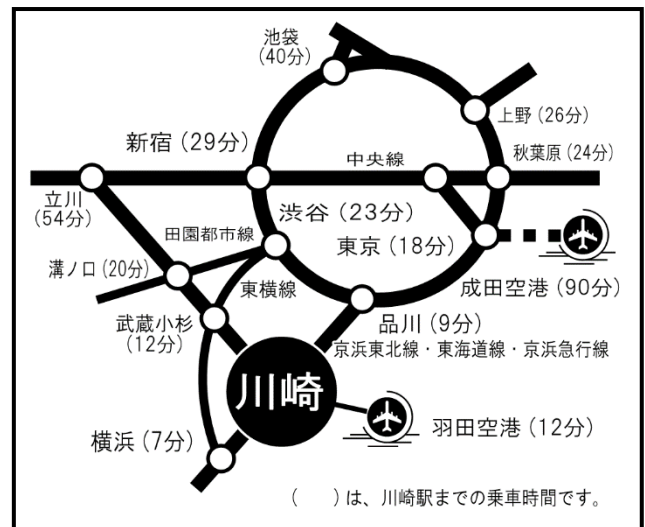 池袋
(40分)
上野(26分)
新宿(29分)
中央線
秋葉原(24分)
立川
(54分)
渋谷(23分)
田園都市線
東京(18分)
溝ノ口(20分)
東横線
成田空港(90分)
武蔵小杉
(12分)
品川(9分)
京浜東北線・東海道線・京浜急行線
川崎
横浜(7分)
羽田空港(12分)
(　　)は、川崎駅までの乗車時間です。